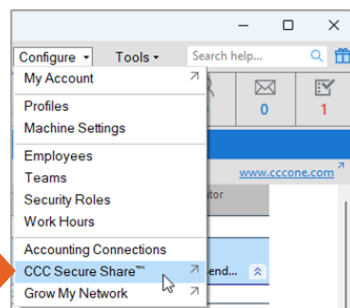 Configure Tools Search help...
My Account
0 1
Profiles
Machine Settings
Employees
www.cccone.com
Teams
Security Roles
Work Hours
Accounting Connections
CCC Secure Share™
Grow My Network